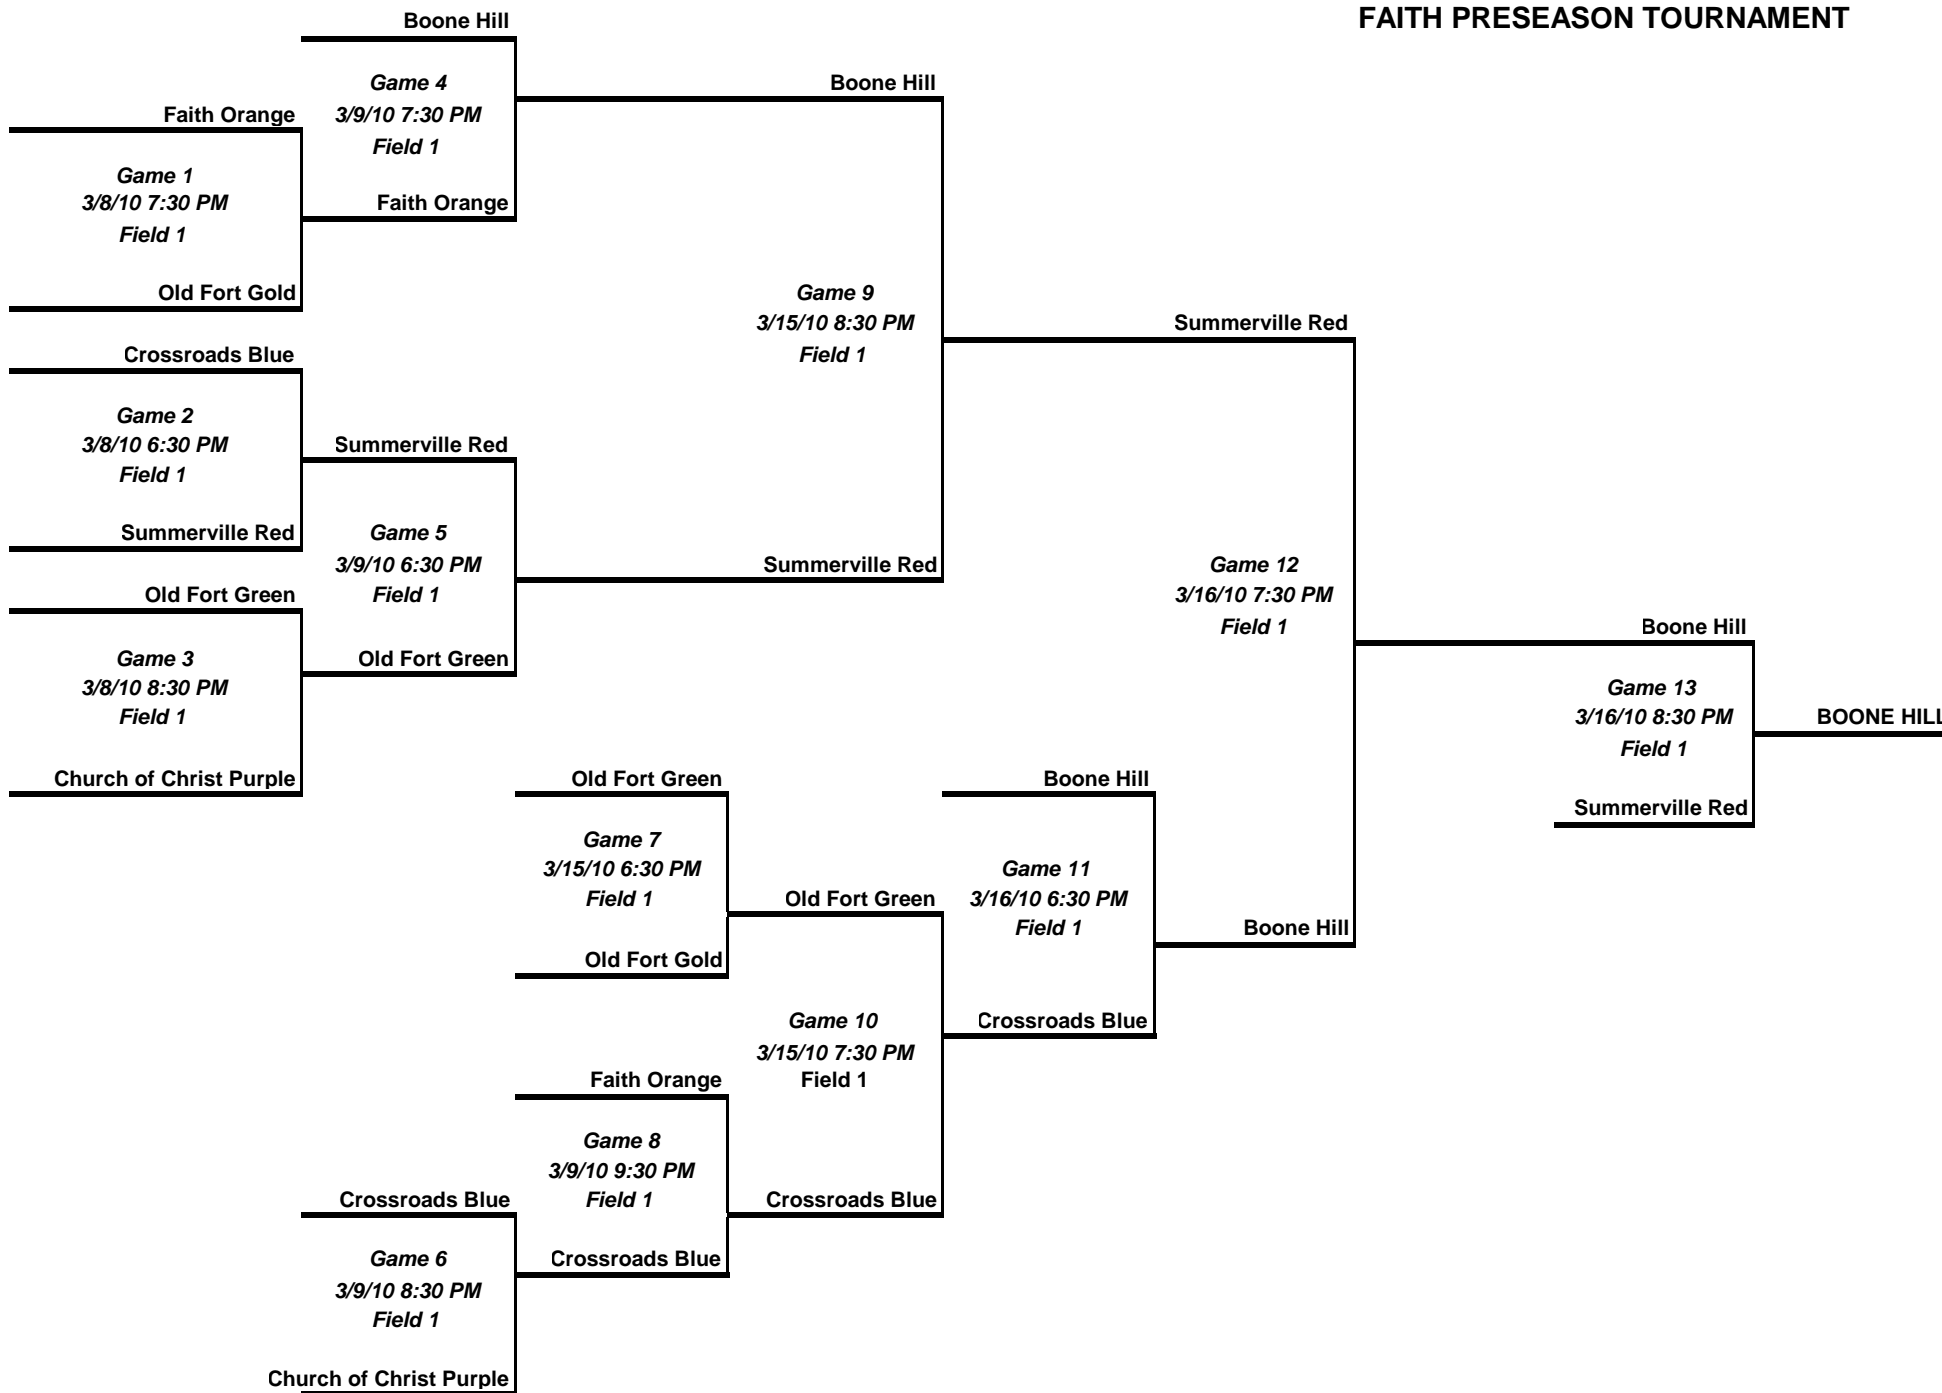 FAITH PRESEASON TOURNAMENT
Boone Hill
Game 4
3/9/10 7:30 PM
Field 1
Faith Orange
Boone Hill
Faith Orange
Game 1
3/8/10 7:30 PM
Field 1
Old Fort Gold
Crossroads Blue
Game 2
3/8/10 6:30 PM
Field 1
Summerville Red
Summerville Red
Game 5
3/9/10 6:30 PM
Field 1
Old Fort Green
Old Fort Green
Game 3
3/8/10 8:30 PM
Field 1
Church of Christ Purple
Game 9
3/15/10 8:30 PM
Field 1
Summerville Red
Summerville Red
Game 12
3/16/10 7:30 PM
Field 1
Boone Hill
Game 13
3/16/10 8:30 PM
Field 1
Summerville Red
BOONE HILL
Old Fort Green
Game 7
3/15/10 6:30 PM
Field 1
Old Fort Gold
Old Fort Green
Boone Hill
Game 11
3/16/10 6:30 PM
Field 1
Crossroads Blue
Boone Hill
Game 10
3/15/10 7:30 PM
Field 1
Faith Orange
Game 8
3/9/10 9:30 PM
Field 1
Crossroads Blue
Crossroads Blue
Crossroads Blue
Game 6
3/9/10 8:30 PM
Field 1
Church of Christ Purple